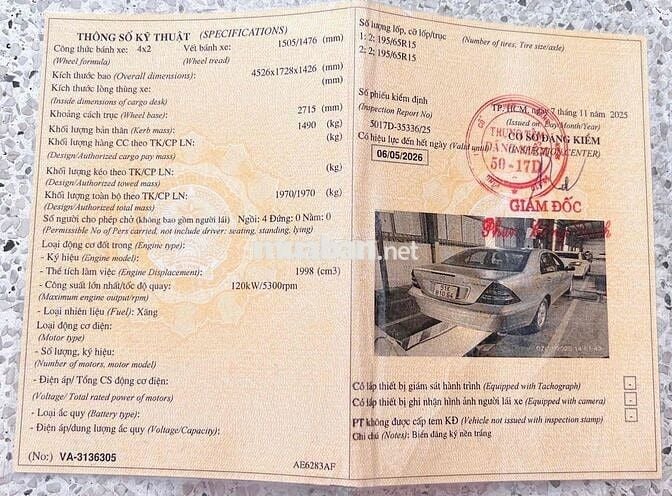 THÔNG SỐ KỸ THUẬT (SPECIFICATIONS)
Công thức bánh xe: 4x2 Vết bánh xe: 1505/1476 (mm)
(Wheel formula) (Wheel tread)
Kích thước bao (Overall dimensions): 4526x1728x1426 (mm)
Kích thước lòng thùng xe: (mm)
(Inside dimensions of cargo desk)
Khoảng cách trục (Wheel base): 2715 (mm)
Khối lượng bản thân (Kerb mass): 1490 (kg)
Khối lượng hàng CC theo TK/CP LN: (kg)
(Design/Authorized cargo pay mass)
Khối lượng kéo theo TK/CP LN: (kg)
(Design/Authorized towed mass)
Khối lượng toàn bộ theo TK/CP LN: 1970/1970 (kg)
(Design/Authorized total mass)
Số người cho phép chở (không bao gồm người lái) Ngồi: 4 Đứng: 0 Nằm: 0
(Permissible No of Pers carried, not include driver: seating, standing, lying)
Loại động cơ đốt trong (Engine type):
- Ký hiệu (Engine model):
- Thể tích làm việc (Engine Displacement): 1998 (cm3)
- Công suất lớn nhất/tốc độ quay: 120kW/5300rpm
(Maximum engine output/rpm)
- Loại nhiên liệu (Fuel): Xăng
Loại động cơ điện:
(Motor type)
- Số lượng, ký hiệu:
(Number of motors, motor model)
- Điện áp/ Tổng CS động cơ điện:
(Voltage/ Total rated power of motors)
- Loại ắc quy (Battery type):
- Điện áp/dung lượng ắc quy (Voltage/Capacity):
(No:) VA-3136305
AE6283AF
Số lượng lốp, cỡ lốp/trục
(Number of tires, Tire size/axle)
1: 2; 195/65R15
2: 2; 195/65R15
Số phiếu kiểm định
(Inspection Report No)
5017D-35336/25
TP. HCM, ngày 7 tháng 11 năm 2025
(Issued on: Day/Month/Year)
Có hiệu lực đến hết ngày (Valid until)
06/05/2026
CƠ SỞ ĐĂNG KIỂM
(INSPECTION CENTER)
50-17D
GIÁM ĐỐC
muaban.net
Có lắp thiết bị giám sát hành trình (Equipped with Tachograph) -
Có lắp thiết bị ghi nhận hình ảnh người lái xe (Equipped with camera) -
PT không được cấp tem KĐ (Vehicle not issued with inspection stamp) -
Ghi chú (Notes): Biển đăng ký nền trắng